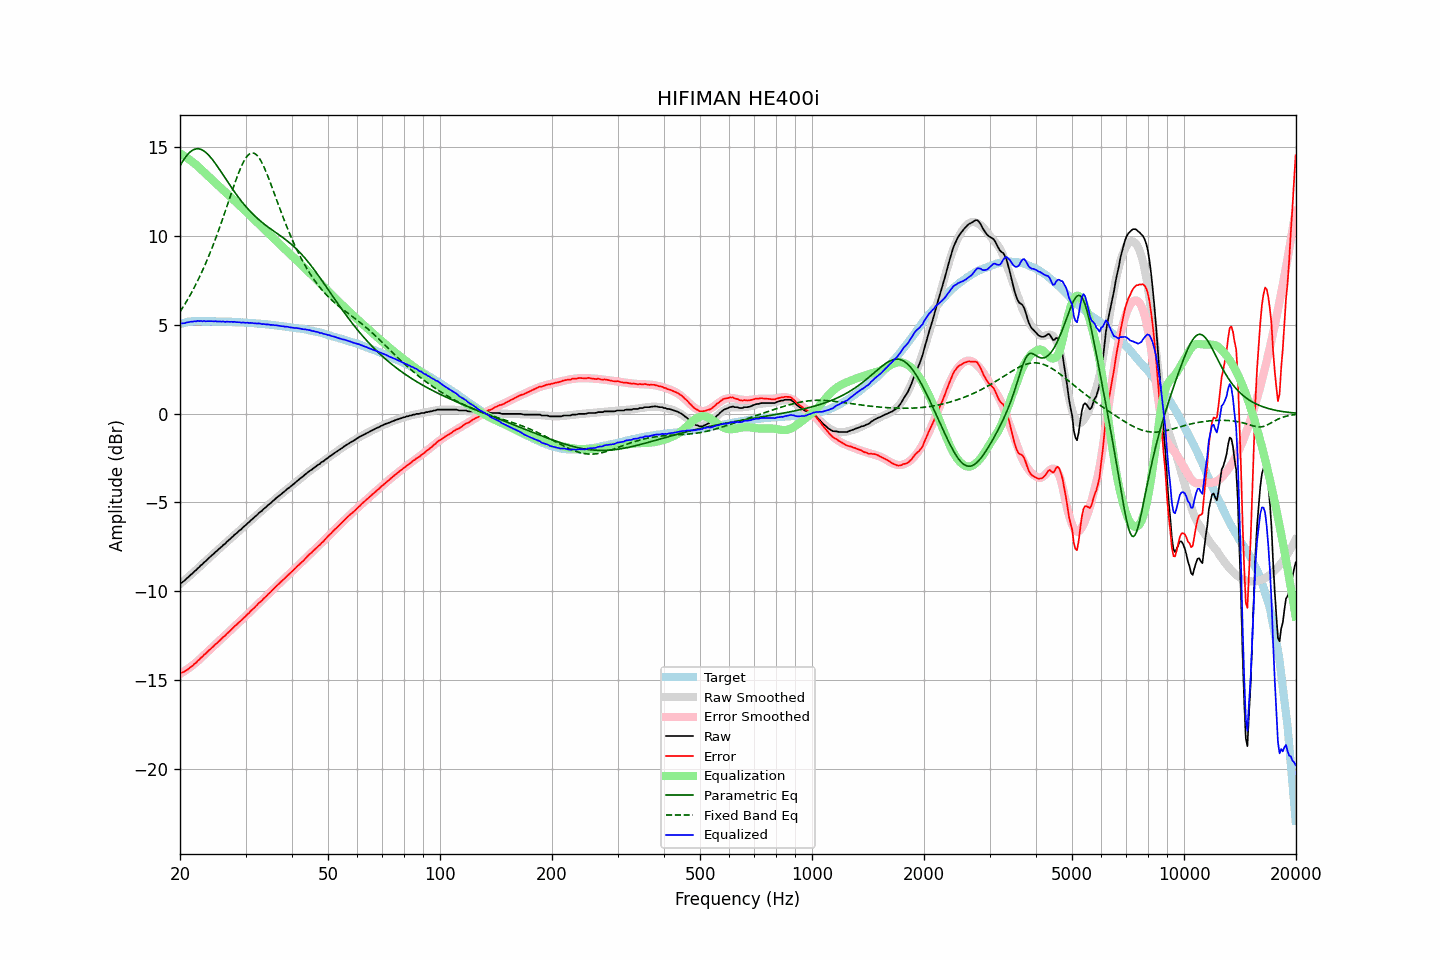 HIFIMAN HE400i
Amplitude (dBr)
15
10
5
0
−5
−10
−15
−20
Target
Raw Smoothed
Error Smoothed
Raw
Error
Equalization
Parametric Eq
Fixed Band Eq
Equalized
20 50 100 200 500 1000 2000 5000 10000 20000
Frequency (Hz)